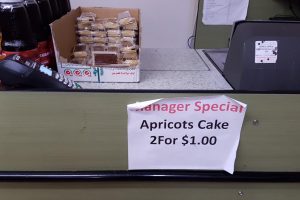 Manager Special
Apricots Cake
2For $1.00